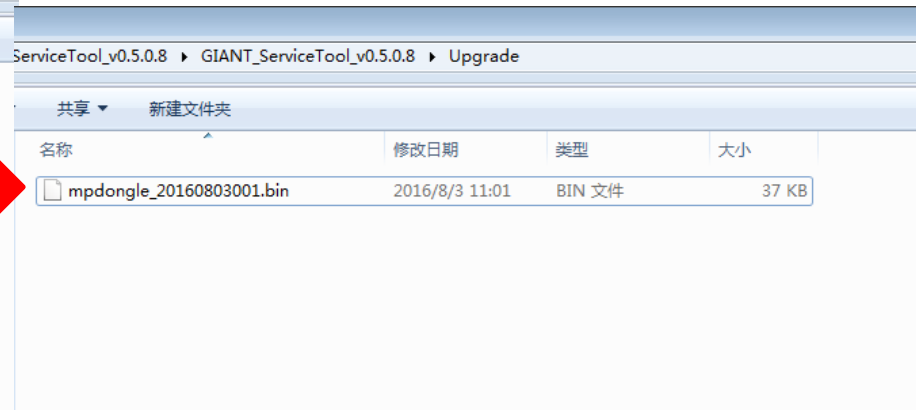 ServiceTool_v0.5.0.8 ▸ GIANT_ServiceTool_v0.5.0.8 ▸ Upgrade
共享 ▼ 新建文件夹
名称 修改日期 类型 大小
mpdongle_20160803001.bin 2016/8/3 11:01 BIN 文件 37 KB